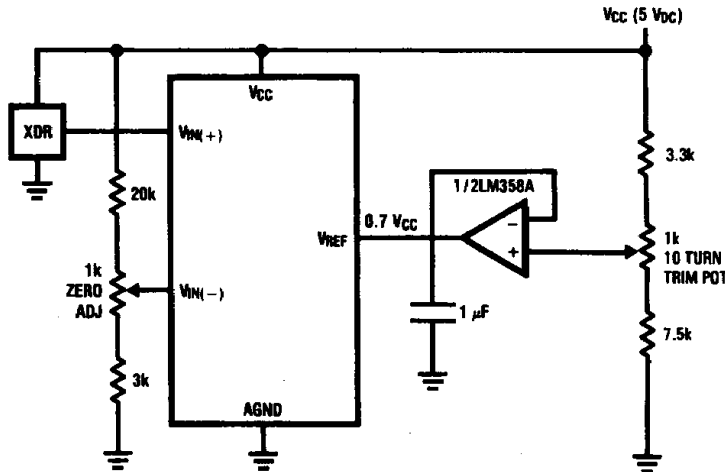 VCC (5 VDC)
VCC
XDR
VIN(+)
3.3k
1/2LM358A
20k
0.7 VCC
VREF
−
+
1k
10 TURN
TRIM POT
1k
ZERO
ADJ
VIN(−)
1 μF
7.5k
3k
AGND